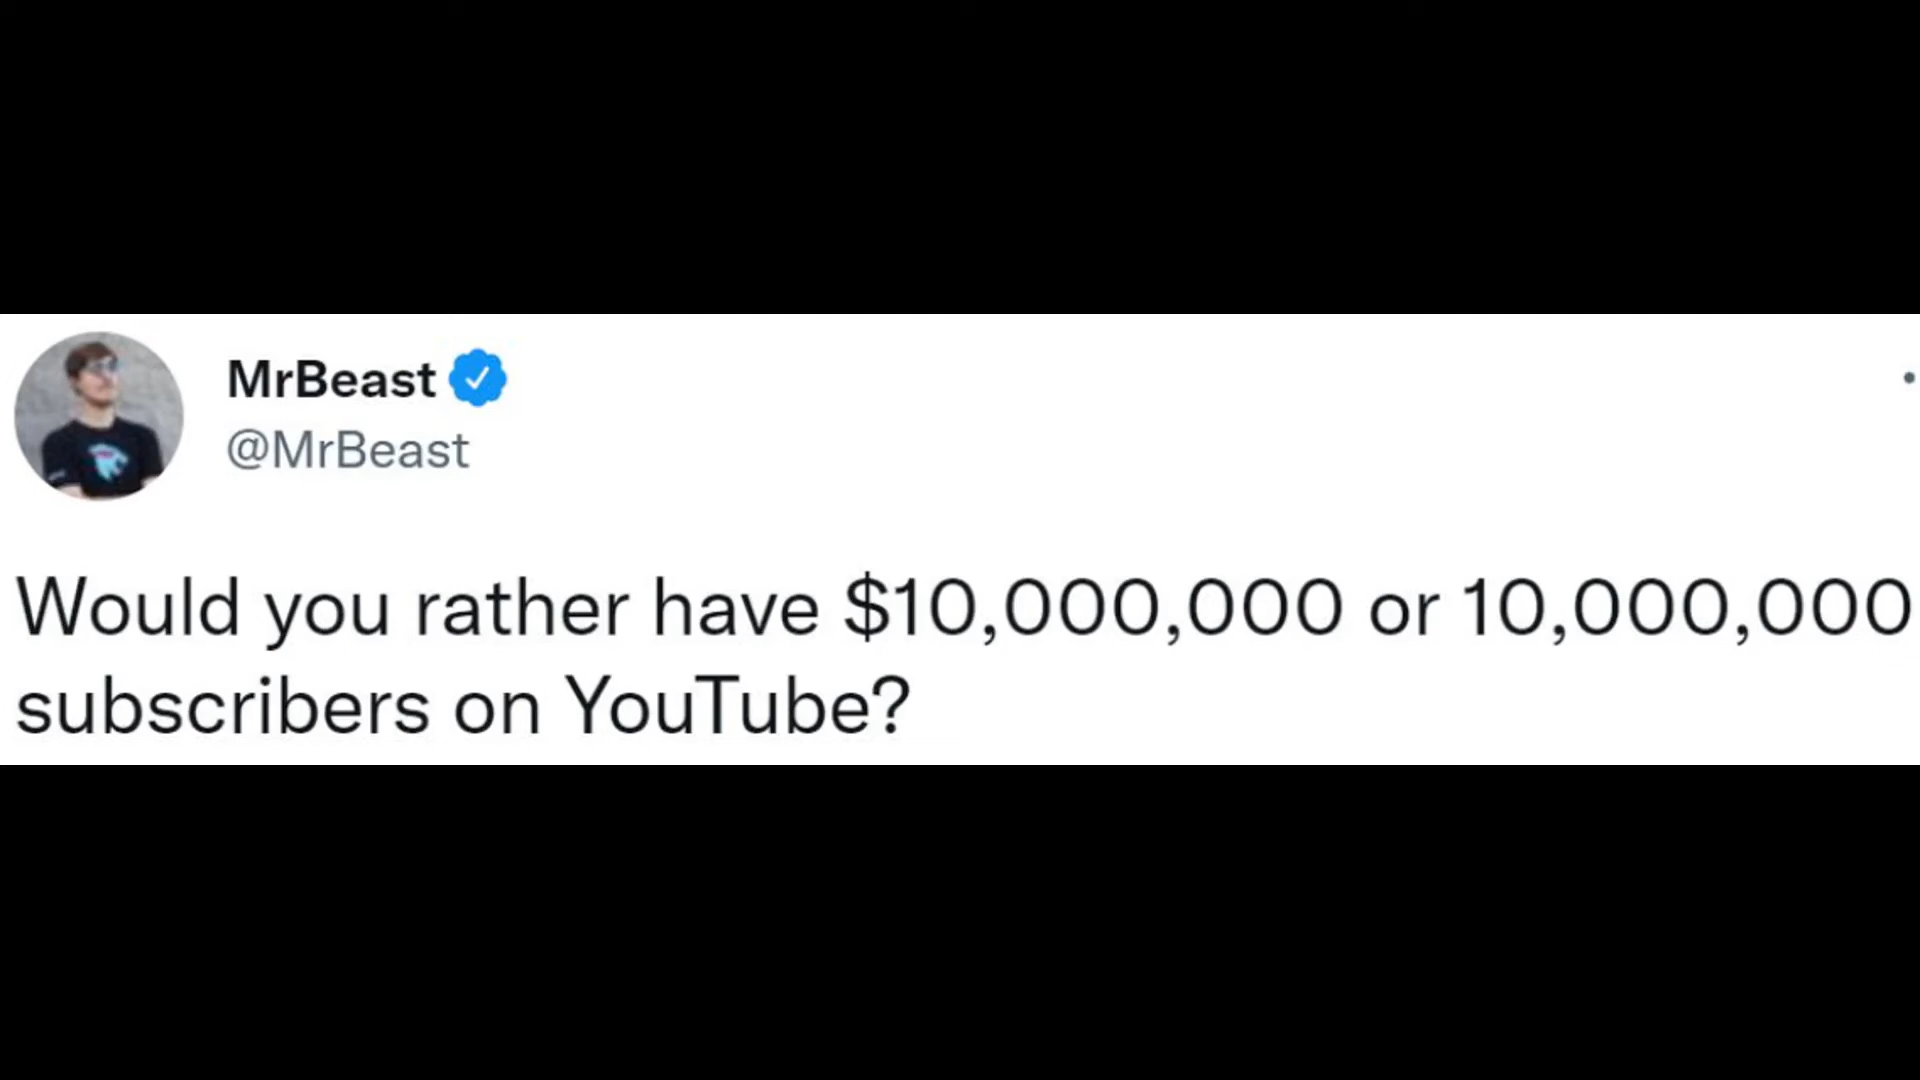 MrBeast
@MrBeast
Would you rather have $10,000,000 or 10,000,000
subscribers on YouTube?